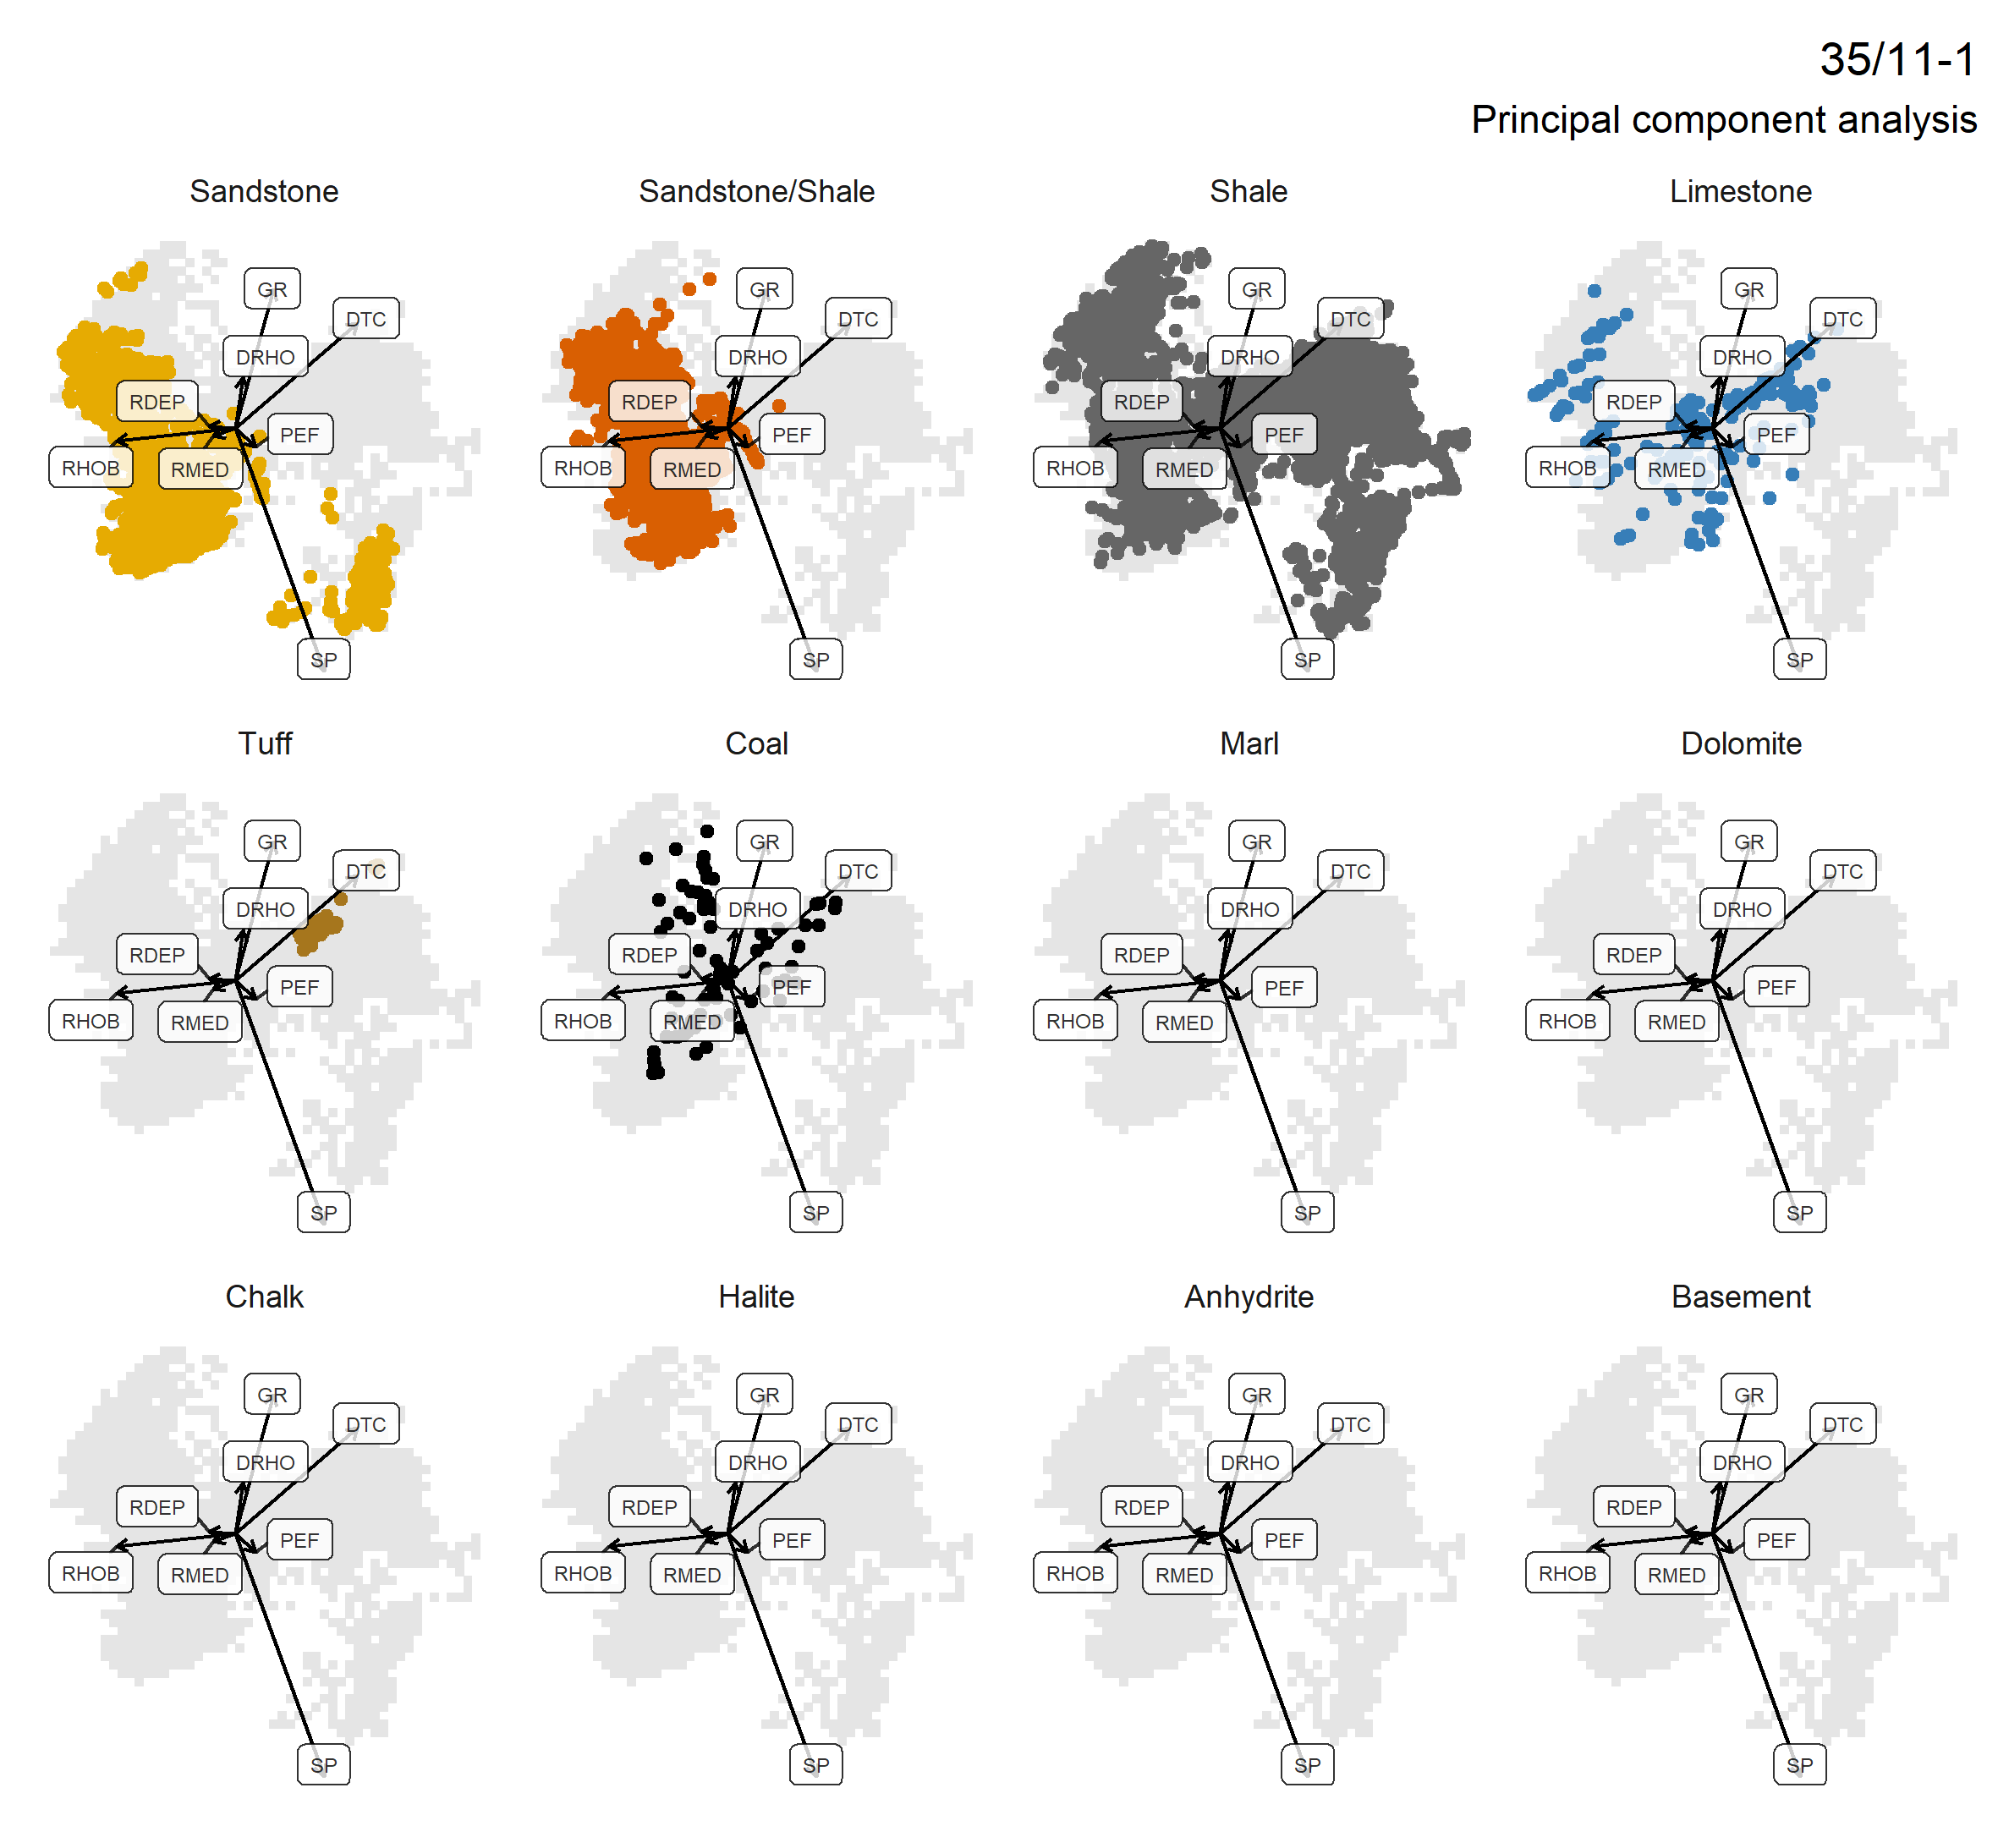 35/11-1
Principal component analysis
Sandstone
Sandstone/Shale
Shale
Limestone
GR
DTC
DRHO
RDEP
PEF
RHOB
RMED
SP
GR
DTC
DRHO
RDEP
PEF
RHOB
RMED
SP
GR
DTC
DRHO
RDEP
PEF
RHOB
RMED
SP
GR
DTC
DRHO
RDEP
PEF
RHOB
RMED
SP
Tuff
Coal
Marl
Dolomite
GR
DTC
DRHO
RDEP
PEF
RHOB
RMED
SP
GR
DTC
DRHO
RDEP
PEF
RHOB
RMED
SP
GR
DTC
DRHO
RDEP
PEF
RHOB
RMED
SP
GR
DTC
DRHO
RDEP
PEF
RHOB
RMED
SP
Chalk
Halite
Anhydrite
Basement
GR
DTC
DRHO
RDEP
PEF
RHOB
RMED
SP
GR
DTC
DRHO
RDEP
PEF
RHOB
RMED
SP
GR
DTC
DRHO
RDEP
PEF
RHOB
RMED
SP
GR
DTC
DRHO
RDEP
PEF
RHOB
RMED
SP